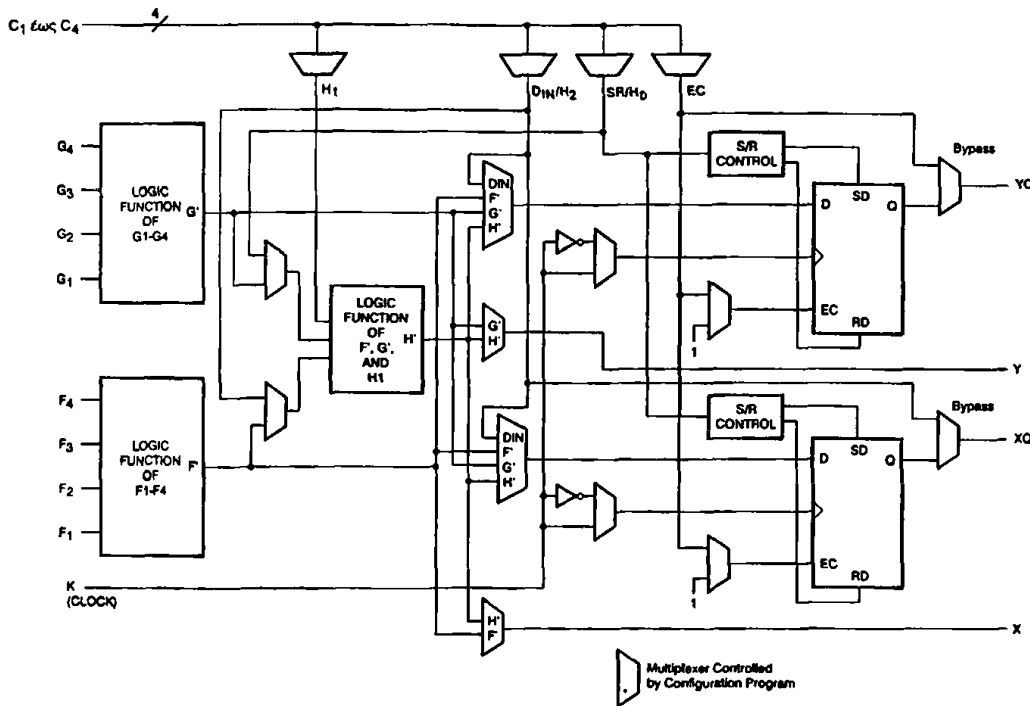 C1 έως C4
4
H1
DIN/H2
SR/H0
EC
G4
G3
G2
G1
LOGIC
FUNCTION
OF
G1-G4
G'
DIN
F'
G'
H'
S/R
CONTROL
Bypass
YQ
D
SD
Q
EC
RD
1
LOGIC
FUNCTION
OF
F', G',
AND
H1
H'
G'
H'
Y
F4
F3
F2
F1
LOGIC
FUNCTION
OF
F1-F4
F'
DIN
F'
G'
H'
S/R
CONTROL
Bypass
XQ
D
SD
Q
EC
RD
1
K
(CLOCK)
H'
F'
X
Multiplexer Controlled
by Configuration Program